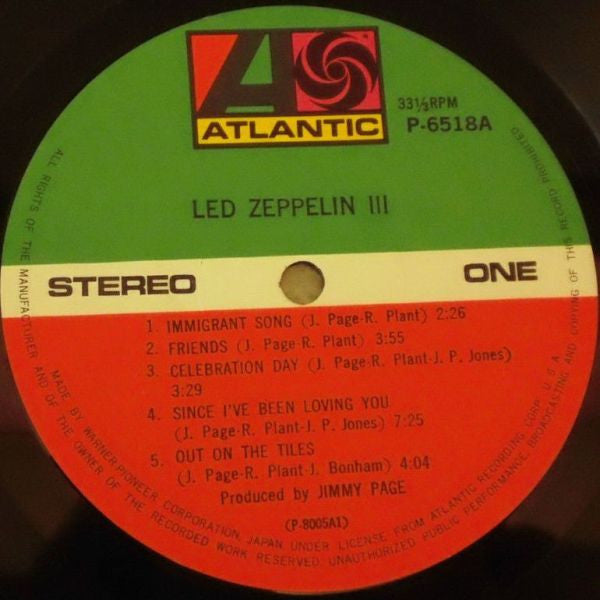 ATLANTIC
33⅓RPM
P-6518A
LED ZEPPELIN III
STEREO
ONE
1. IMMIGRANT SONG (J. Page-R. Plant) 2:26
2. FRIENDS (J. Page-R. Plant) 3:55
3. CELEBRATION DAY (J. Page-R. Plant-J. P. Jones)
3:29
4. SINCE I'VE BEEN LOVING YOU
(J. Page-R. Plant-J. P. Jones) 7:25
5. OUT ON THE TILES
(J. Page-R. Plant-J. Bonham) 4:04
Produced by JIMMY PAGE
(P-8005A1)
MADE BY WARNER-PIONEER CORPORATION, JAPAN UNDER LICENSE FROM ATLANTIC RECORDING CORP. U.S.A.
ALL RIGHTS OF THE MANUFACTURER AND OF THE OWNER OF THE RECORDED WORK RESERVED. UNAUTHORIZED PUBLIC PERFORMANCE, BROADCASTING AND COPYING OF THIS RECORD PROHIBITED